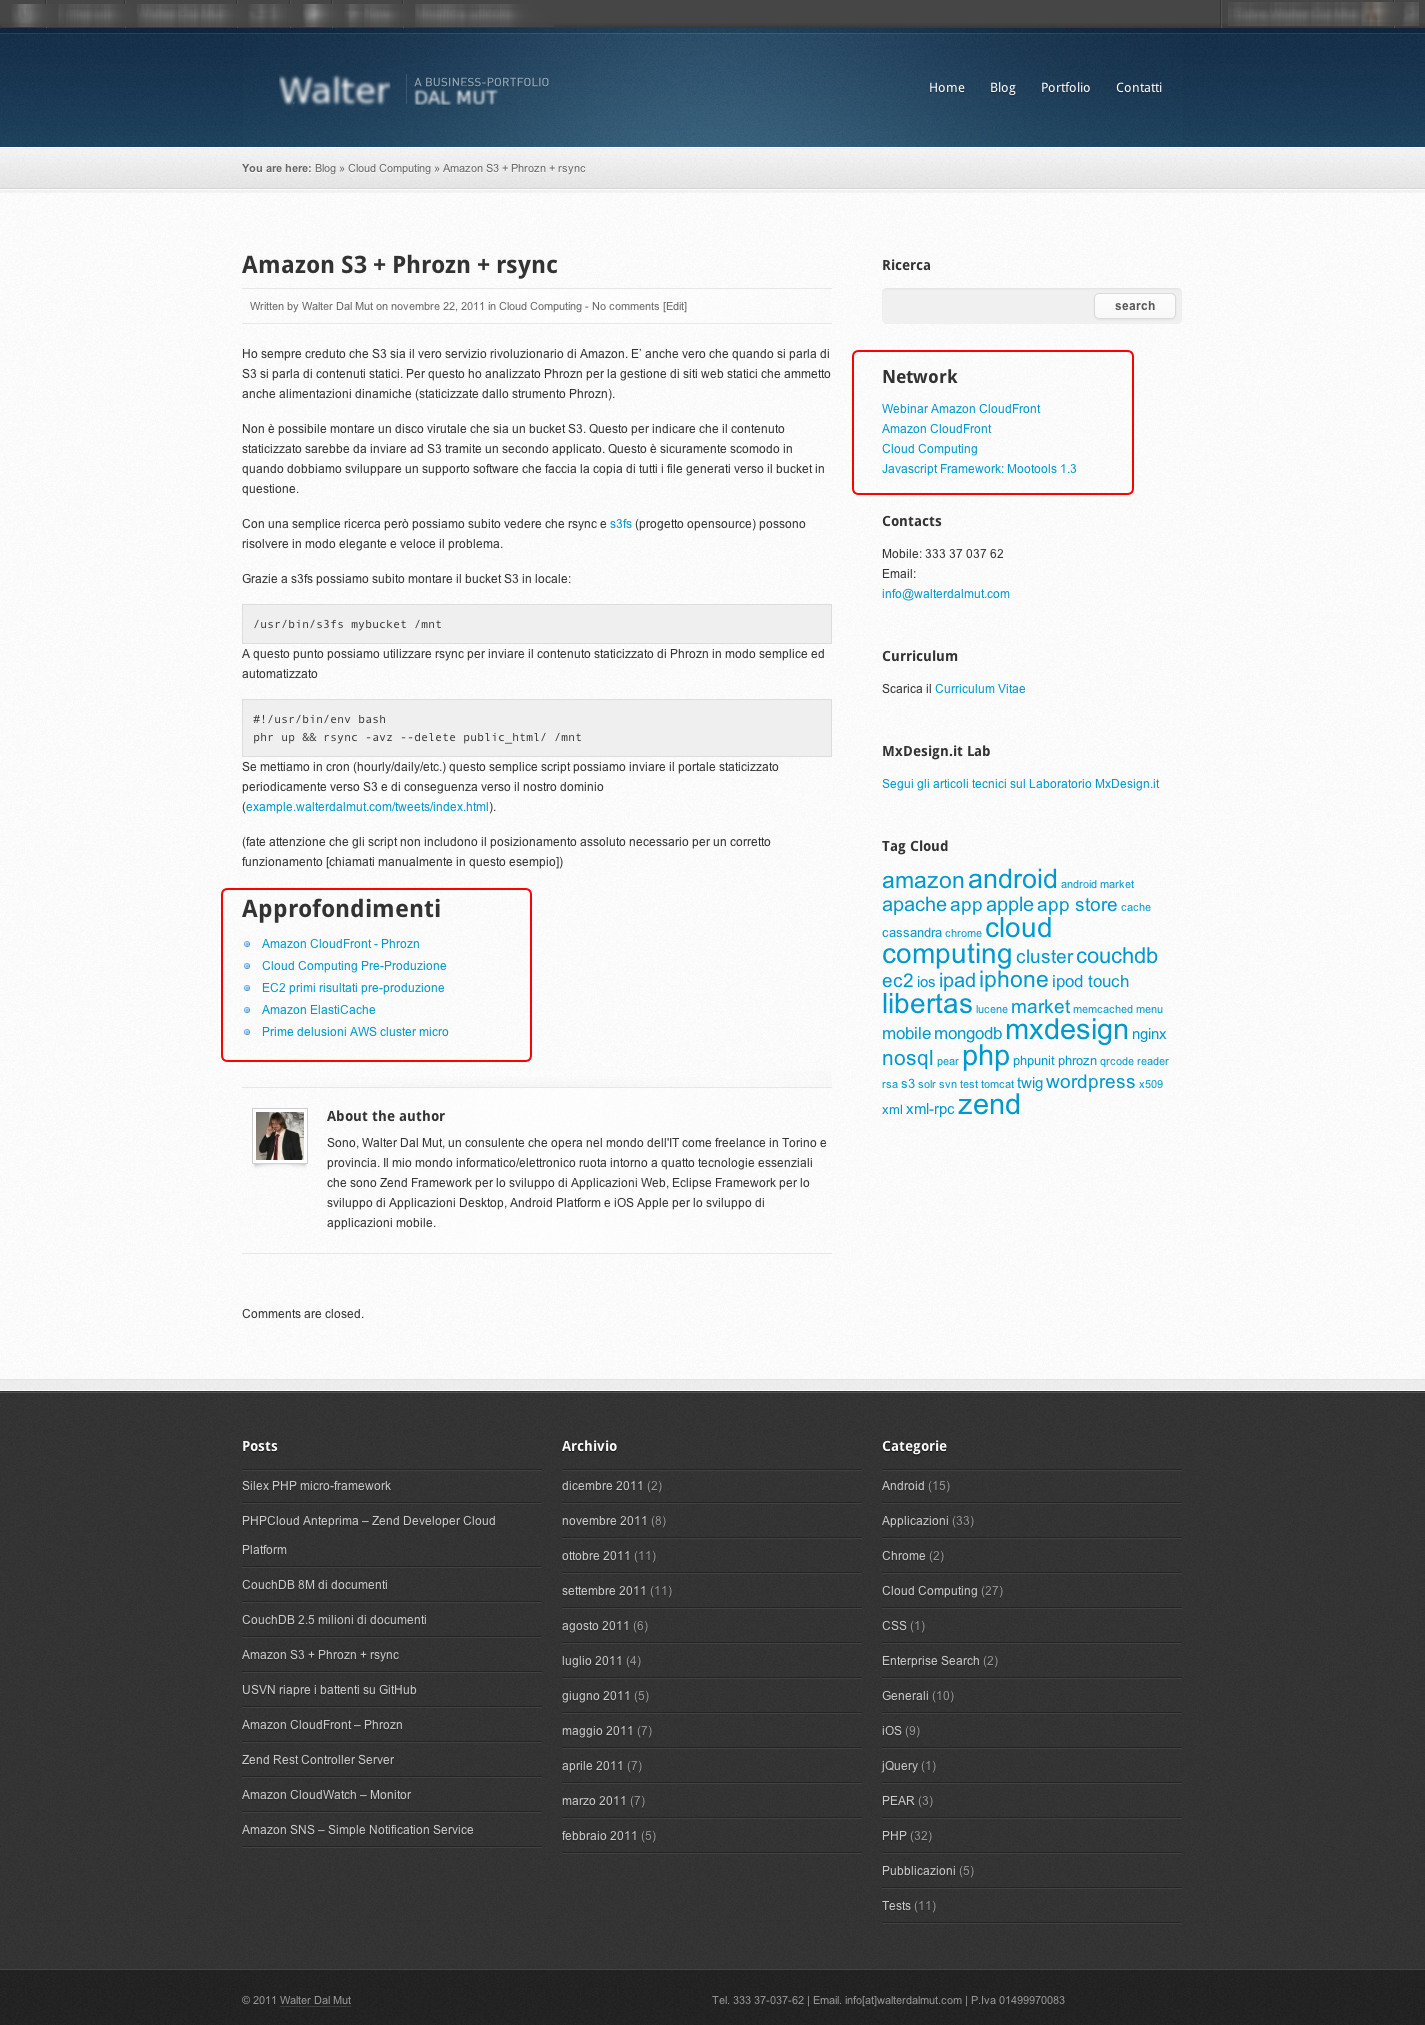 Walter
A BUSINESS-PORTFOLIO
DAL MUT
Home Blog Portfolio Contatti
You are here: Blog » Cloud Computing » Amazon S3 + Phrozn + rsync
Amazon S3 + Phrozn + rsync
Written by Walter Dal Mut on novembre 22, 2011 in Cloud Computing - No comments [Edit]
Ho sempre creduto che S3 sia il vero servizio rivoluzionario di Amazon. E' anche vero che quando si parla di
S3 si parla di contenuti statici. Per questo ho analizzato Phrozn per la gestione di siti web statici che ammetto
anche alimentazioni dinamiche (staticizzate dallo strumento Phrozn).
Non è possibile montare un disco virutale che sia un bucket S3. Questo per indicare che il contenuto
staticizzato sarebbe da inviare ad S3 tramite un secondo applicato. Questo è sicuramente scomodo in
quando dobbiamo sviluppare un supporto software che faccia la copia di tutti i file generati verso il bucket in
questione.
Con una semplice ricerca però possiamo subito vedere che rsync e s3fs (progetto opensource) possono
risolvere in modo elegante e veloce il problema.
Grazie a s3fs possiamo subito montare il bucket S3 in locale:
/usr/bin/s3fs mybucket /mnt
A questo punto possiamo utilizzare rsync per inviare il contenuto staticizzato di Phrozn in modo semplice ed
automatizzato
#!/usr/bin/env bash
phr up && rsync -avz --delete public_html/ /mnt
Se mettiamo in cron (hourly/daily/etc.) questo semplice script possiamo inviare il portale staticizzato
periodicamente verso S3 e di conseguenza verso il nostro dominio
(example.walterdalmut.com/tweets/index.html).
(fate attenzione che gli script non includono il posizionamento assoluto necessario per un corretto
funzionamento [chiamati manualmente in questo esempio])
Approfondimenti
Amazon CloudFront - Phrozn
Cloud Computing Pre-Produzione
EC2 primi risultati pre-produzione
Amazon ElastiCache
Prime delusioni AWS cluster micro
About the author
Sono, Walter Dal Mut, un consulente che opera nel mondo dell'IT come freelance in Torino e
provincia. Il mio mondo informatico/elettronico ruota intorno a quatto tecnologie essenziali
che sono Zend Framework per lo sviluppo di Applicazioni Web, Eclipse Framework per lo
sviluppo di Applicazioni Desktop, Android Platform e iOS Apple per lo sviluppo di
applicazioni mobile.
Comments are closed.
Ricerca
search
Network
Webinar Amazon CloudFront
Amazon CloudFront
Cloud Computing
Javascript Framework: Mootools 1.3
Contacts
Mobile: 333 37 037 62
Email:
info@walterdalmut.com
Curriculum
Scarica il Curriculum Vitae
MxDesign.it Lab
Segui gli articoli tecnici sul Laboratorio MxDesign.it
Tag Cloud
amazon android android market
apache app apple app store cache
cassandra chrome cloud
computing cluster couchdb
ec2 ios ipad iphone ipod touch
libertas lucene market memcached menu
mobile mongodb mxdesign nginx
nosql pear php phpunit phrozn qrcode reader
rsa s3 solr svn test tomcat twig wordpress x509
xml xml-rpc zend
Posts
Silex PHP micro-framework
PHPCloud Anteprima – Zend Developer Cloud
Platform
CouchDB 8M di documenti
CouchDB 2.5 milioni di documenti
Amazon S3 + Phrozn + rsync
USVN riapre i battenti su GitHub
Amazon CloudFront – Phrozn
Zend Rest Controller Server
Amazon CloudWatch – Monitor
Amazon SNS – Simple Notification Service
Archivio
dicembre 2011 (2)
novembre 2011 (8)
ottobre 2011 (11)
settembre 2011 (11)
agosto 2011 (6)
luglio 2011 (4)
giugno 2011 (5)
maggio 2011 (7)
aprile 2011 (7)
marzo 2011 (7)
febbraio 2011 (5)
Categorie
Android (15)
Applicazioni (33)
Chrome (2)
Cloud Computing (27)
CSS (1)
Enterprise Search (2)
Generali (10)
iOS (9)
jQuery (1)
PEAR (3)
PHP (32)
Pubblicazioni (5)
Tests (11)
© 2011 Walter Dal Mut
Tel. 333 37-037-62 | Email. info[at]walterdalmut.com | P.Iva 01499970083